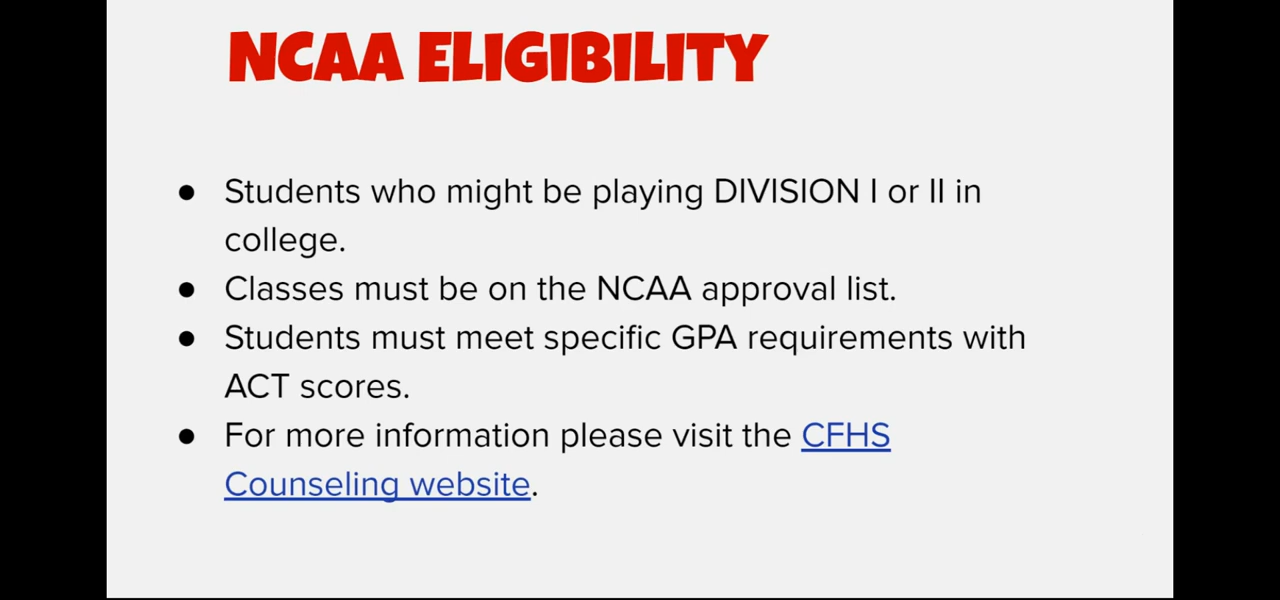 NCAA ELIGIBILITY
● Students who might be playing DIVISION I or II in
college.
● Classes must be on the NCAA approval list.
● Students must meet specific GPA requirements with
ACT scores.
● For more information please visit the CFHS
Counseling website.